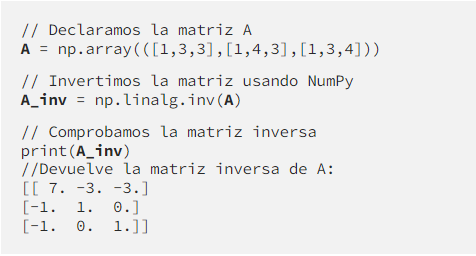 // Declaramos la matriz A
A = np.array(([1,3,3],[1,4,3],[1,3,4]))
// Invertimos la matriz usando NumPy
A_inv = np.linalg.inv(A)
// Comprobamos la matriz inversa
print(A_inv)
//Devuelve la matriz inversa de A:
[[ 7. -3. -3.]
[-1.  1.  0.]
[-1.  0.  1.]]